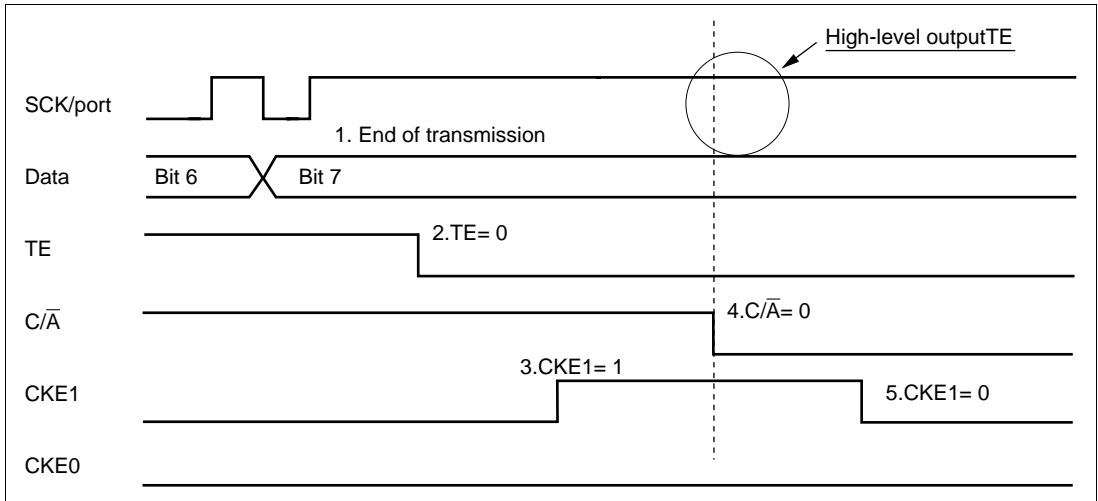 High-level outputTE
SCK/port
1. End of transmission
Data
Bit 6
Bit 7
TE
2.TE= 0
C/A̅
4.C/A̅= 0
3.CKE1= 1
CKE1
5.CKE1= 0
CKE0